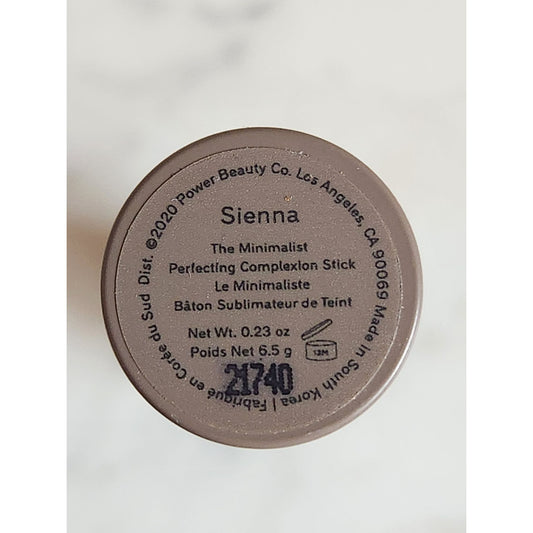 Sienna
The Minimalist
Perfecting Complexion Stick
Le Minimaliste
Bâton Sublimateur de Teint
Net Wt. 0.23 oz
Poids Net 6.5 g
12M
21740
Dist. ©2020 Power Beauty Co. Los Angeles, CA 90069 Made in South Korea | Fabriqué en Corée du Sud